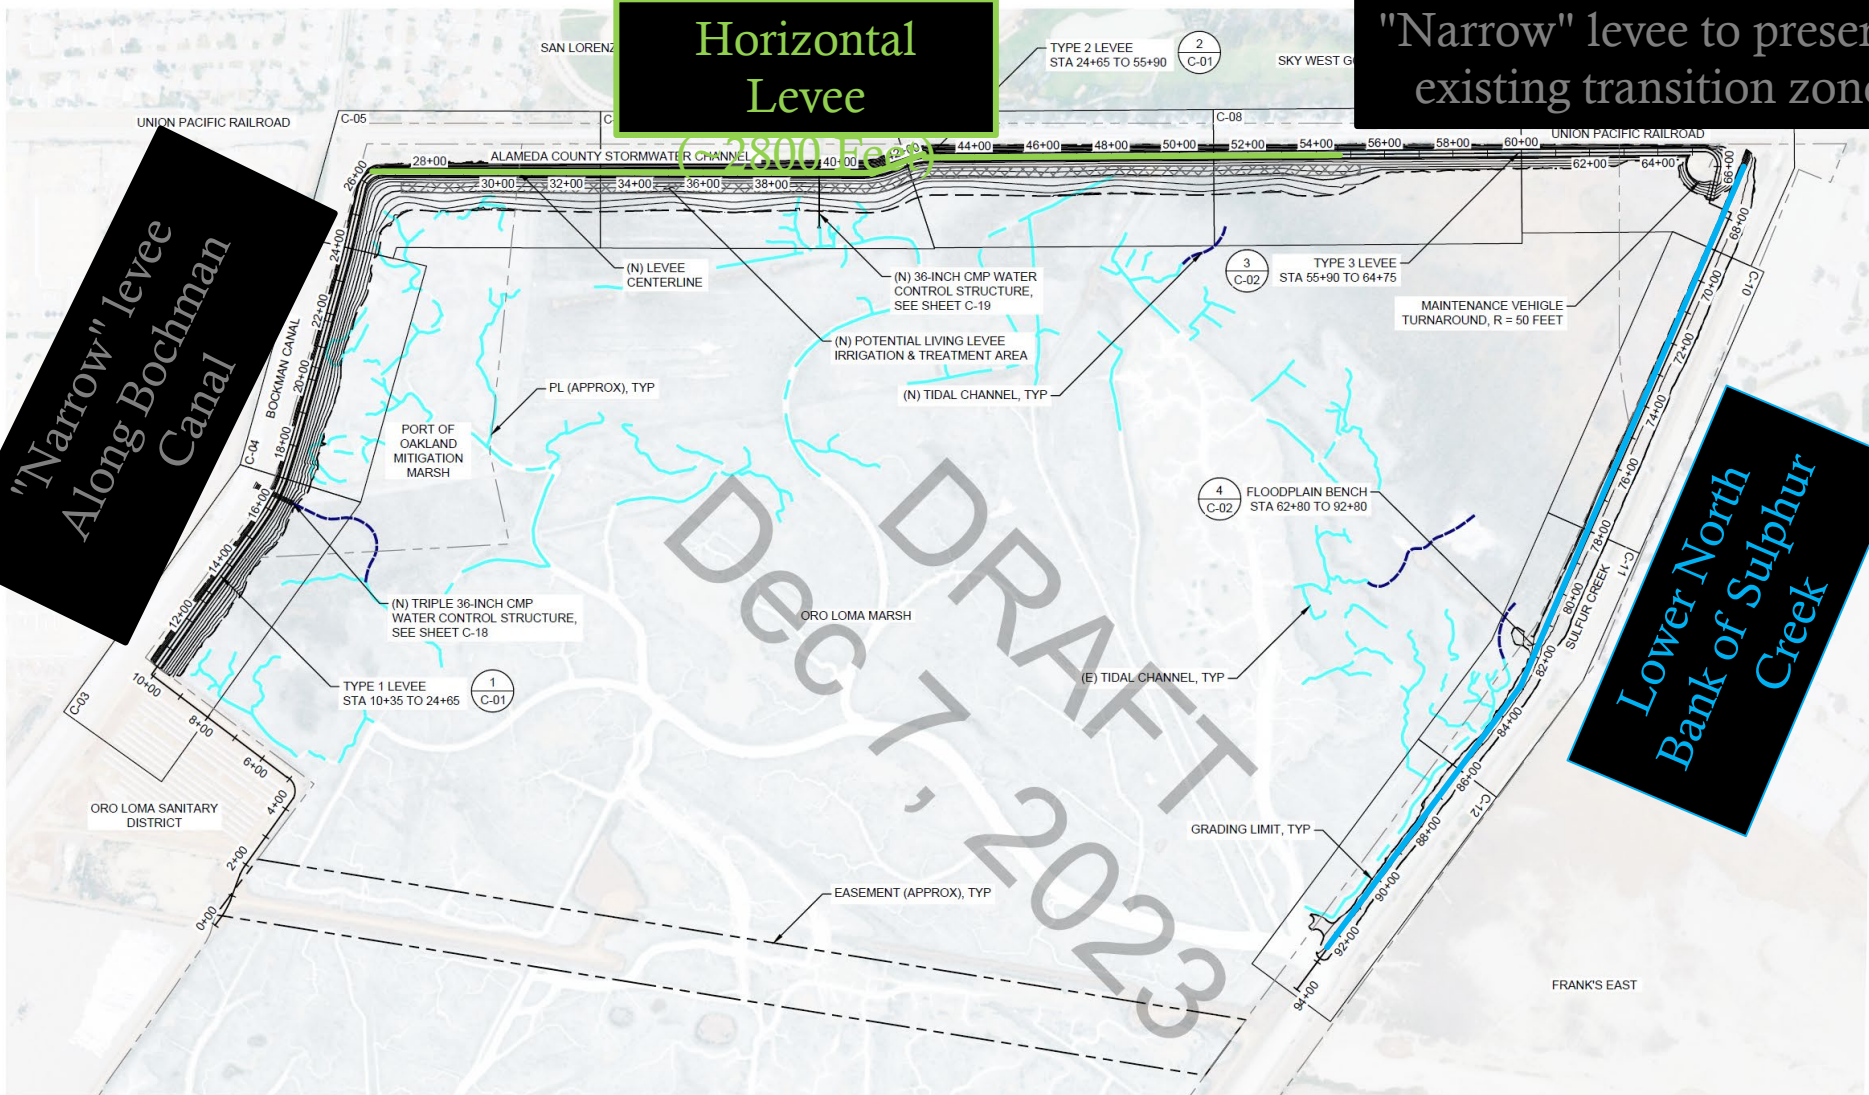 Horizontal
Levee
(~2800 Feet)
"Narrow" levee to
existing transition
SAN
TYPE 2 LEVEE
STA 24+65 TO 55+90
2
C-01
SKY WEST
UNION PACIFIC RAILROAD
C-05
C-08
UNION PACIFIC RAILROAD
ALAMEDA COUNTY STORMWATER CHANNEL
26+00
28+00
30+00
32+00
34+00
36+00
38+00
40+00
42+00
44+00
46+00
48+00
50+00
52+00
54+00
56+00
58+00
60+00
62+00
64+00
66+00
68+00
70+00
72+00
74+00
76+00
78+00
80+00
82+00
84+00
86+00
88+00
90+00
92+00
94+00
"Narrow" levee
Along Bochman
Canal
BOCKMAN CANAL
24+00
22+00
20+00
18+00
16+00
14+00
12+00
10+00
8+00
6+00
4+00
2+00
0+00
C-04
C-03
C-10
C-11
C-12
(N) LEVEE
CENTERLINE
(N) 36-INCH CMP WATER
CONTROL STRUCTURE,
SEE SHEET C-19
(N) POTENTIAL LIVING LEVEE
IRRIGATION & TREATMENT AREA
(N) TIDAL CHANNEL, TYP
3
C-02
TYPE 3 LEVEE
STA 55+90 TO 64+75
MAINTENANCE VEHIGLE
TURNAROUND, R = 50 FEET
PL (APPROX), TYP
PORT OF
OAKLAND
MITIGATION
MARSH
4
C-02
FLOODPLAIN BENCH
STA 62+80 TO 92+80
SULFUR CREEK
Lower North
Bank of Sulphur
Creek
(N) TRIPLE 36-INCH CMP
WATER CONTROL STRUCTURE,
SEE SHEET C-18
ORO LOMA MARSH
DRAFT
Dec 7, 2023
TYPE 1 LEVEE
STA 10+35 TO 24+65
1
C-01
(E) TIDAL CHANNEL, TYP
ORO LOMA SANITARY
DISTRICT
GRADING LIMIT, TYP
EASEMENT (APPROX), TYP
FRANK'S EAST